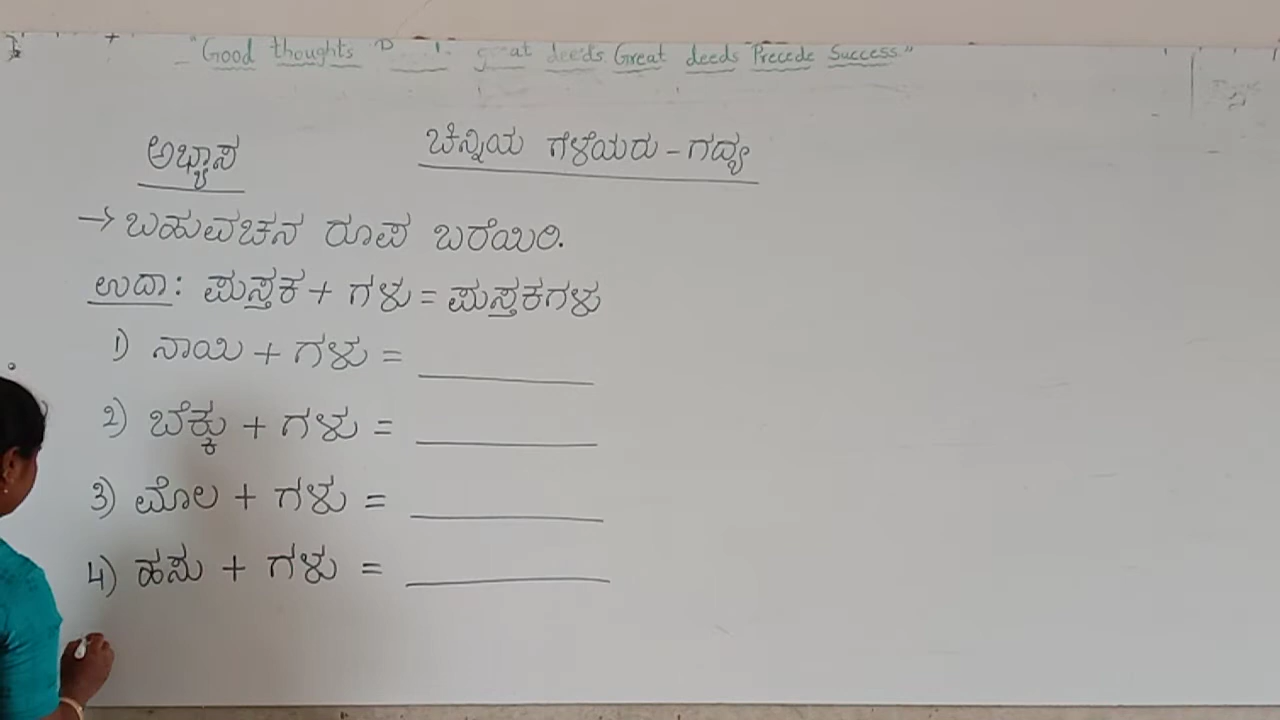 "Good thoughts great deeds Great deeds Precede Success"
ಅಭ್ಯಾಸ ಚಿನ್ನಿಯ ಗೆಳೆಯರು - ಗದ್ಯ
→ ಬಹುವಚನ ರೂಪ ಬರೆಯಿರಿ.
ಉದಾ: ಪುಸ್ತಕ + ಗಳು = ಪುಸ್ತಕಗಳು
1) ನಾಯಿ + ಗಳು = ________
2) ಬೆಕ್ಕು + ಗಳು = ________
3) ಮೊಲ + ಗಳು = ________
4) ಹಸು + ಗಳು = ________